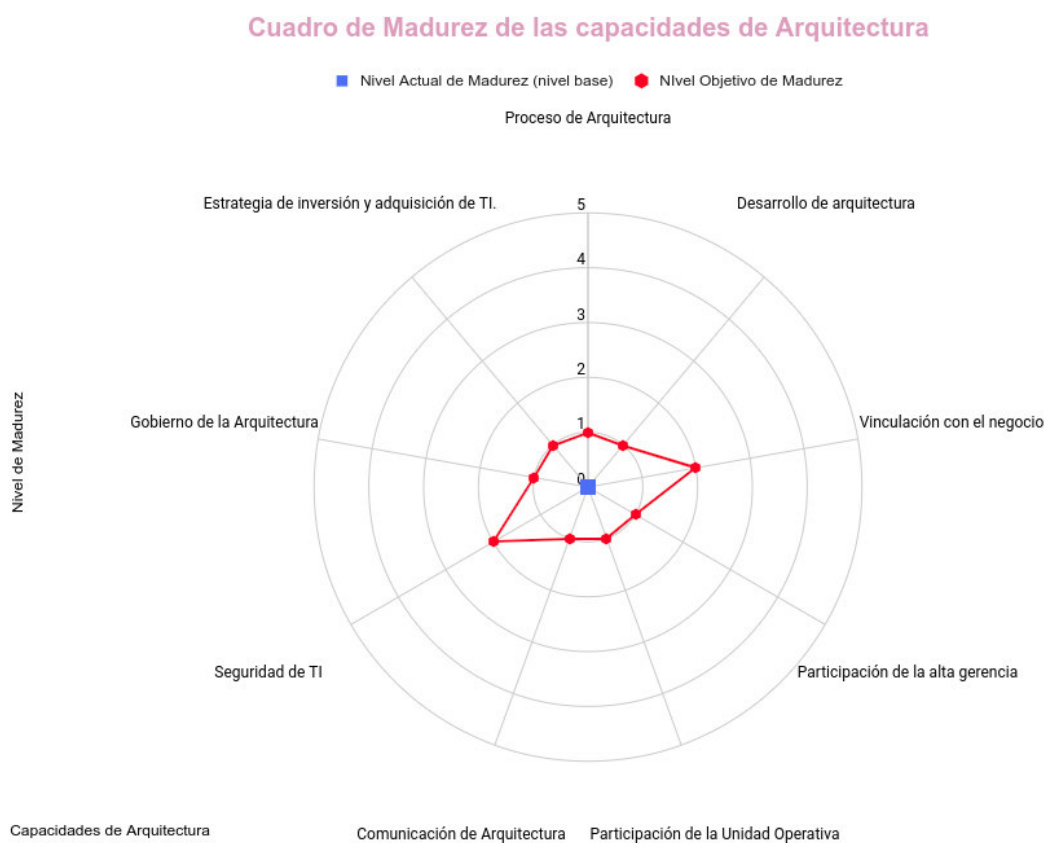 Cuadro de Madurez de las capacidades de Arquitectura
Nivel Actual de Madurez (nivel base)
NIvel Objetivo de Madurez
Proceso de Arquitectura
Estrategia de inversión y adquisición de TI.
Desarrollo de arquitectura
5
4
3
2
1
0
Gobierno de la Arquitectura
Vinculación con el negocio
Nivel de Madurez
Seguridad de TI
Participación de la alta gerencia
Capacidades de Arquitectura
Comunicación de Arquitectura
Participación de la Unidad Operativa